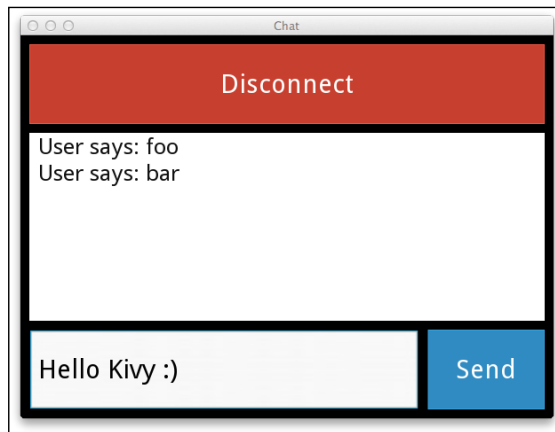 Chat
Disconnect
User says: foo
User says: bar
Hello Kivy :)
Send